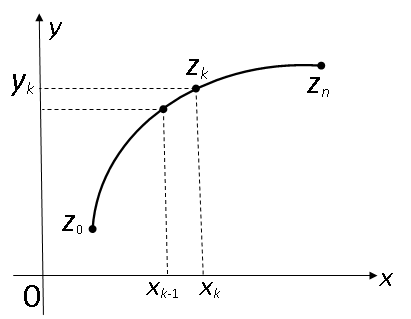 y
y_k
z_k
z_n
z_0
0
x_{k-1}
x_k
x